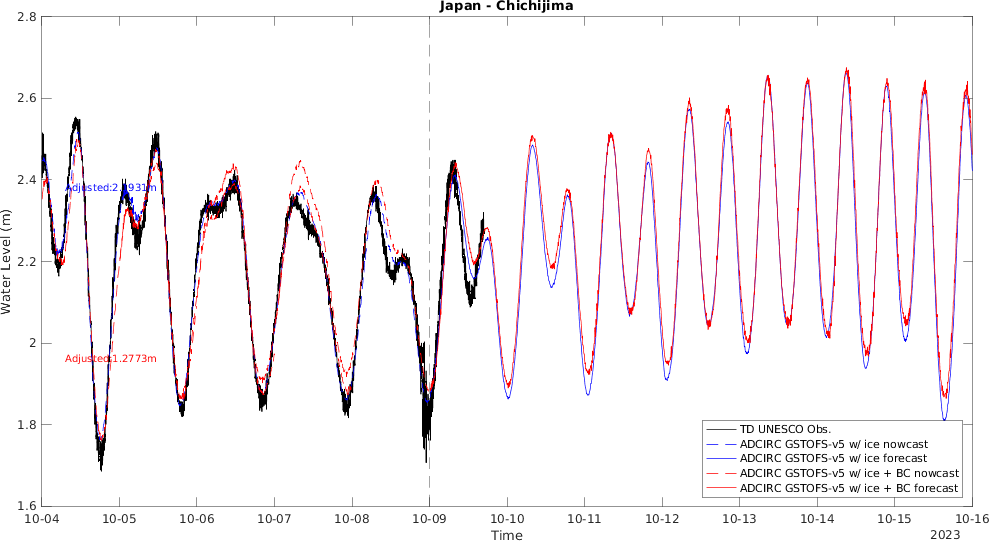 Japan - Chichijima
2.8
2.6
2.4
2.2
2
1.8
1.6
Water Level (m)
Adjusted:1.2773m
TD UNESCO Obs.
ADCIRC GSTOFS-v5 w/ ice nowcast
ADCIRC GSTOFS-v5 w/ ice forecast
ADCIRC GSTOFS-v5 w/ ice + BC nowcast
ADCIRC GSTOFS-v5 w/ ice + BC forecast
10-04 10-05 10-06 10-07 10-08 10-09 10-10 10-11 10-12 10-13 10-14 10-15 10-16
Time
2023